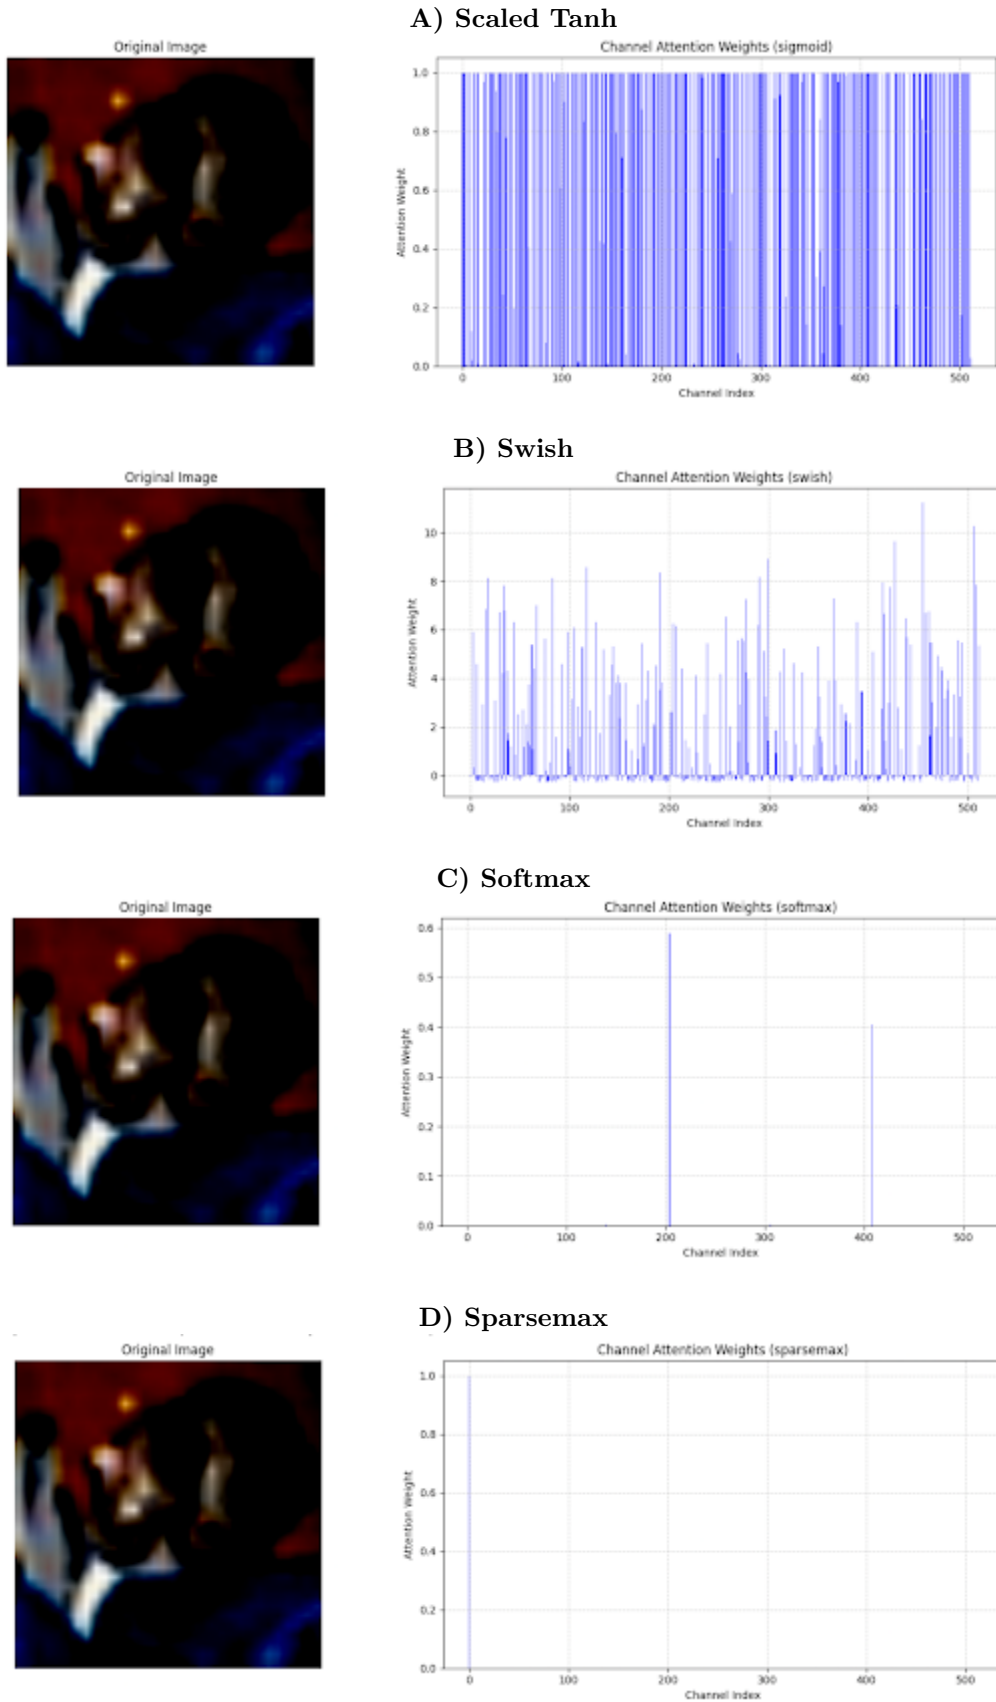 A) Scaled Tanh
Original Image
Channel Attention Weights (sigmoid)
1.0
0.8
0.6
0.4
0.2
0.0
Attention Weight
0 100 200 300 400 500
Channel Index
B) Swish
Original Image
Channel Attention Weights (swish)
10
8
6
4
2
0
Attention Weight
0 100 200 300 400 500
Channel Index
C) Softmax
Original Image
Channel Attention Weights (softmax)
0.6
0.5
0.4
0.3
0.2
0.1
0.0
Attention Weight
0 100 200 300 400 500
Channel Index
D) Sparsemax
Original Image
Channel Attention Weights (sparsemax)
1.0
0.8
0.6
0.4
0.2
0.0
Attention Weight
0 100 200 300 400 500
Channel Index